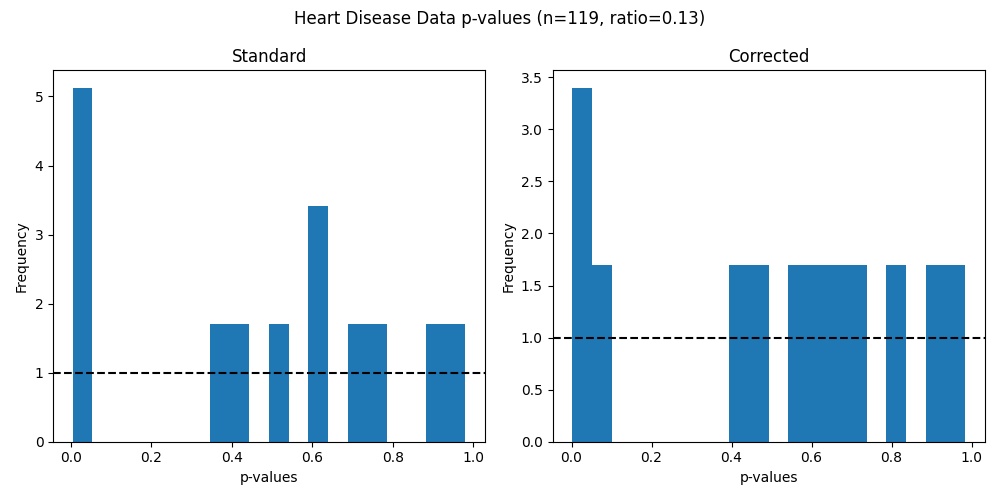 Heart Disease Data p-values (n=119, ratio=0.13)
Standard
Corrected
Frequency
5
4
3
2
1
0
0.0 0.2 0.4 0.6 0.8 1.0
p-values
Frequency
3.5
3.0
2.5
2.0
1.5
1.0
0.5
0.0
0.0 0.2 0.4 0.6 0.8 1.0
p-values